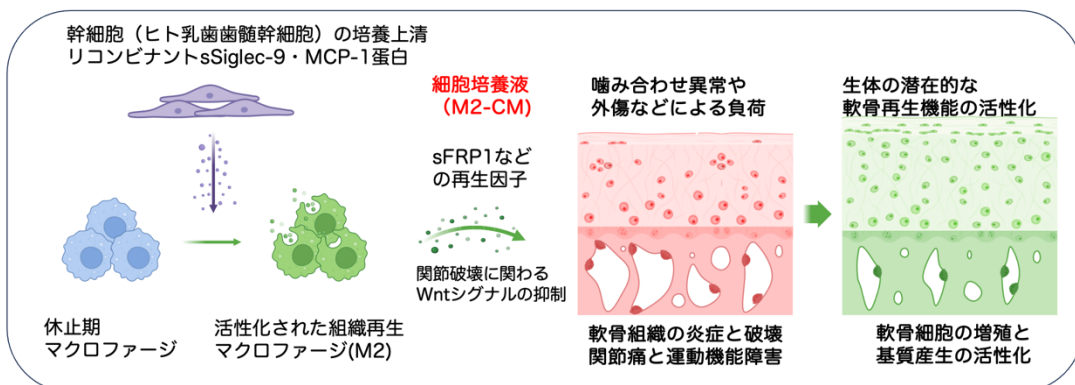 幹細胞（ヒト乳歯歯髄幹細胞）の培養上清
リコンビナントsSiglec-9・MCP-1蛋白
細胞培養液
（M2-CM）
噛み合わせ異常や
外傷などによる負荷
生体の潜在的な
軟骨再生機能の活性化
sFRP1など
の再生因子
関節破壊に関わる
Wntシグナルの抑制
休止期
マクロファージ
活性化された組織再生
マクロファージ(M2)
軟骨組織の炎症と破壊
関節痛と運動機能障害
軟骨細胞の増殖と
基質産生の活性化